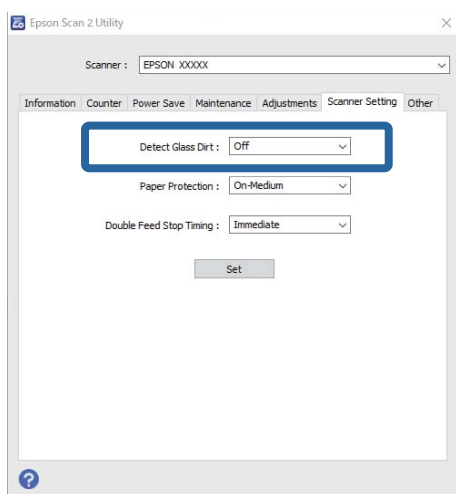 Epson Scan 2 Utility
Scanner : EPSON XXXXX
Information Counter Power Save Maintenance Adjustments Scanner Setting Other
Detect Glass Dirt : Off
Paper Protection : On-Medium
Double Feed Stop Timing : Immediate
Set
?